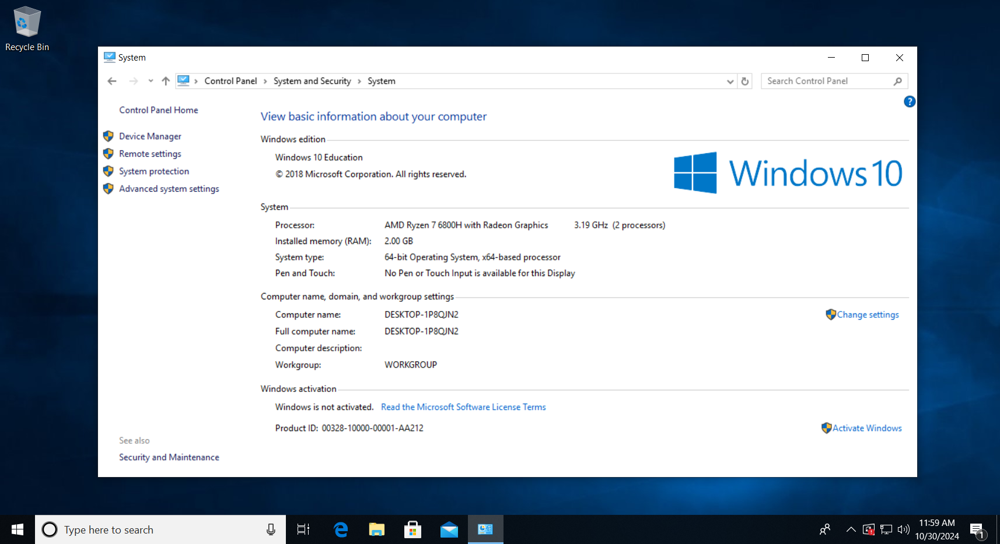 Recycle Bin
System
Control Panel System and Security System
Search Control Panel
?
Control Panel Home
Device Manager
Remote settings
System protection
Advanced system settings
See also
Security and Maintenance
View basic information about your computer
Windows edition
Windows 10 Education
© 2018 Microsoft Corporation. All rights reserved.
Windows 10
System
Processor: AMD Ryzen 7 6800H with Radeon Graphics 3.19 GHz (2 processors)
Installed memory (RAM): 2.00 GB
System type: 64-bit Operating System, x64-based processor
Pen and Touch: No Pen or Touch Input is available for this Display
Computer name, domain, and workgroup settings
Computer name: DESKTOP-1P8QJN2
Change settings
Full computer name: DESKTOP-1P8QJN2
Computer description:
Workgroup: WORKGROUP
Windows activation
Windows is not activated. Read the Microsoft Software License Terms
Product ID: 00328-10000-00001-AA212
Activate Windows
Type here to search
11:59 AM
10/30/2024
1